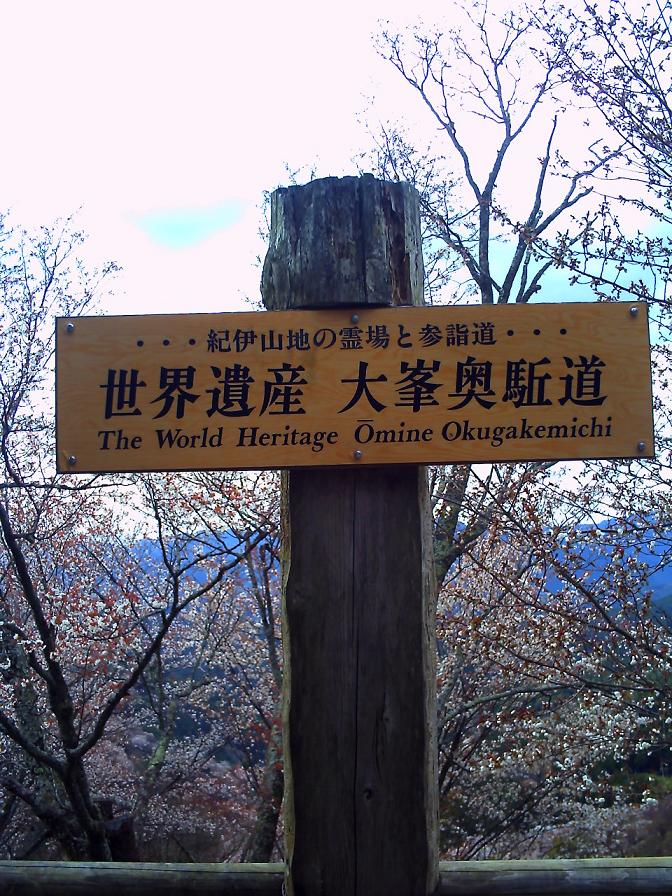 ・・・紀伊山地の霊場と参詣道・・・
世界遺産 大峯奥駈道
The World Heritage Ōmine Okugakemichi